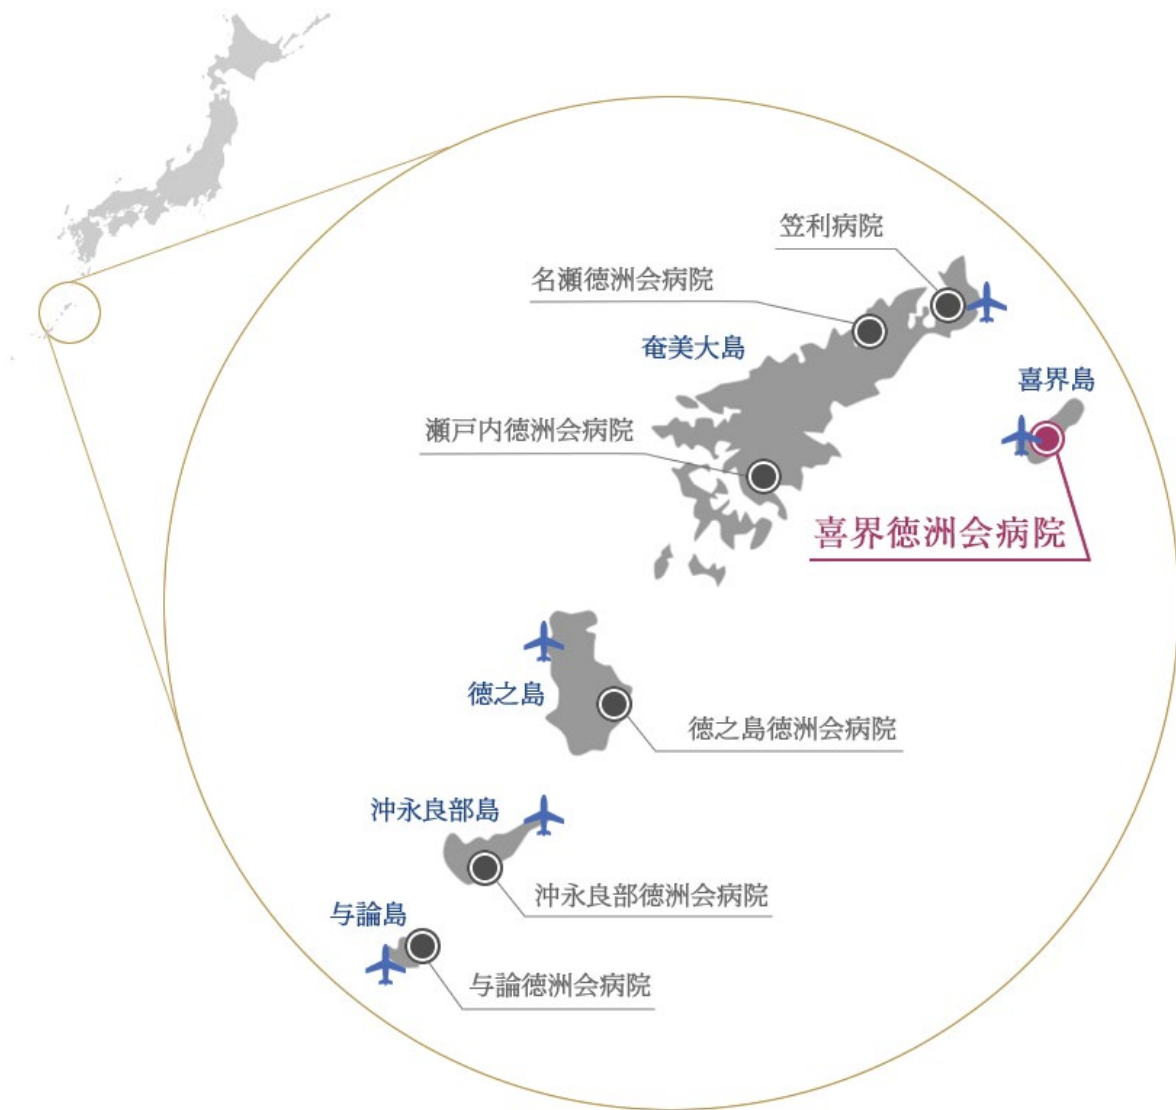 笠利病院
名瀬徳洲会病院
奄美大島
喜界島
瀬戸内徳洲会病院
喜界徳洲会病院
徳之島
徳之島徳洲会病院
沖永良部島
沖永良部徳洲会病院
与論島
与論徳洲会病院